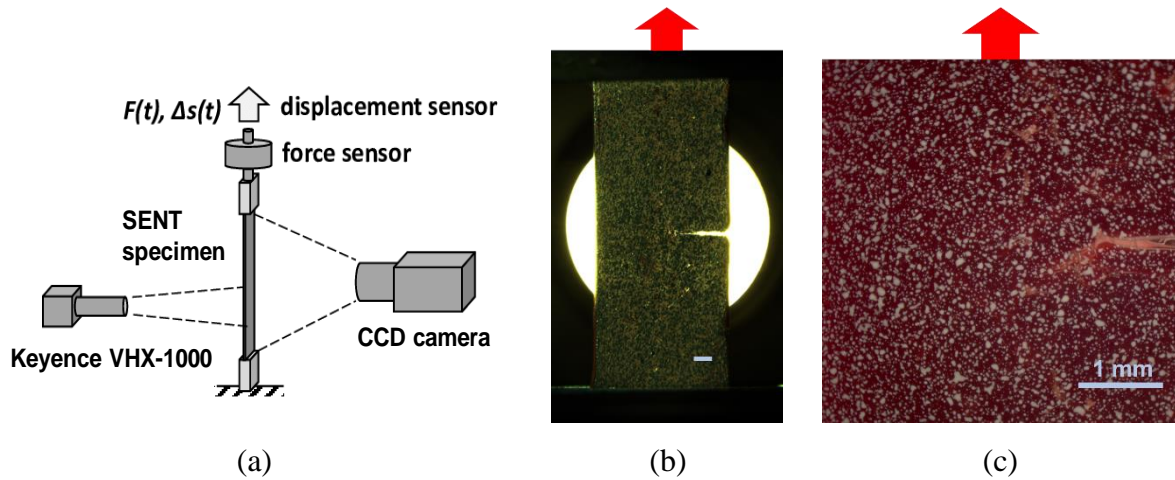 F(t), Δs(t)
displacement sensor
force sensor
SENT
specimen
Keyence VHX-1000
CCD camera
1 mm
(a)
(b)
(c)